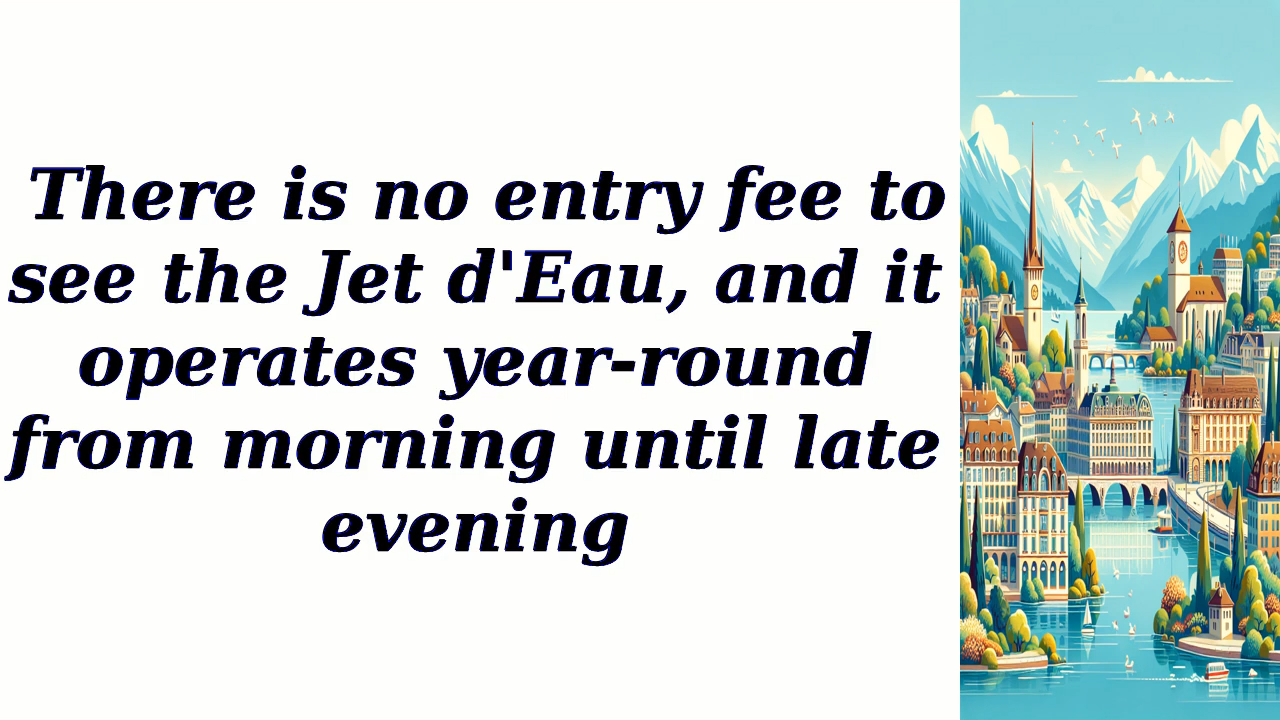 There is no entry fee to
see the Jet d'Eau, and it
operates year-round
from morning until late
evening